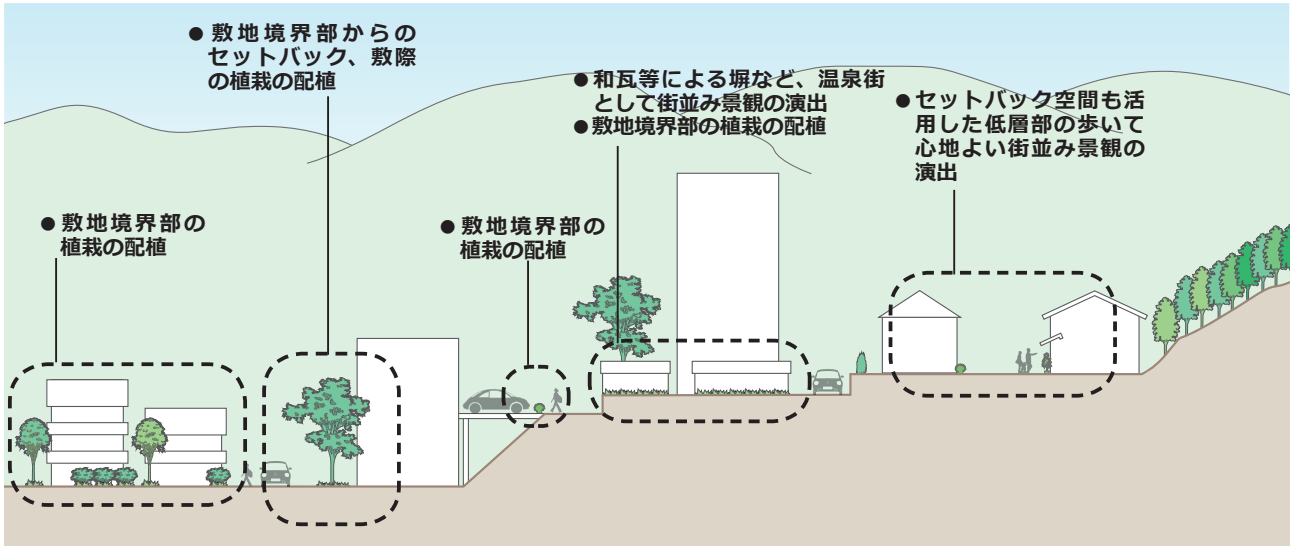 ● 敷地境界部からの
セットバック、敷際
の植栽の配植
● 和瓦等による塀など、温泉街
として街並み景観の演出
● 敷地境界部の植栽の配植
● セットバック空間も活
用した低層部の歩いて
心地よい街並み景観の
演出
● 敷地境界部の
植栽の配植
● 敷地境界部の
植栽の配植